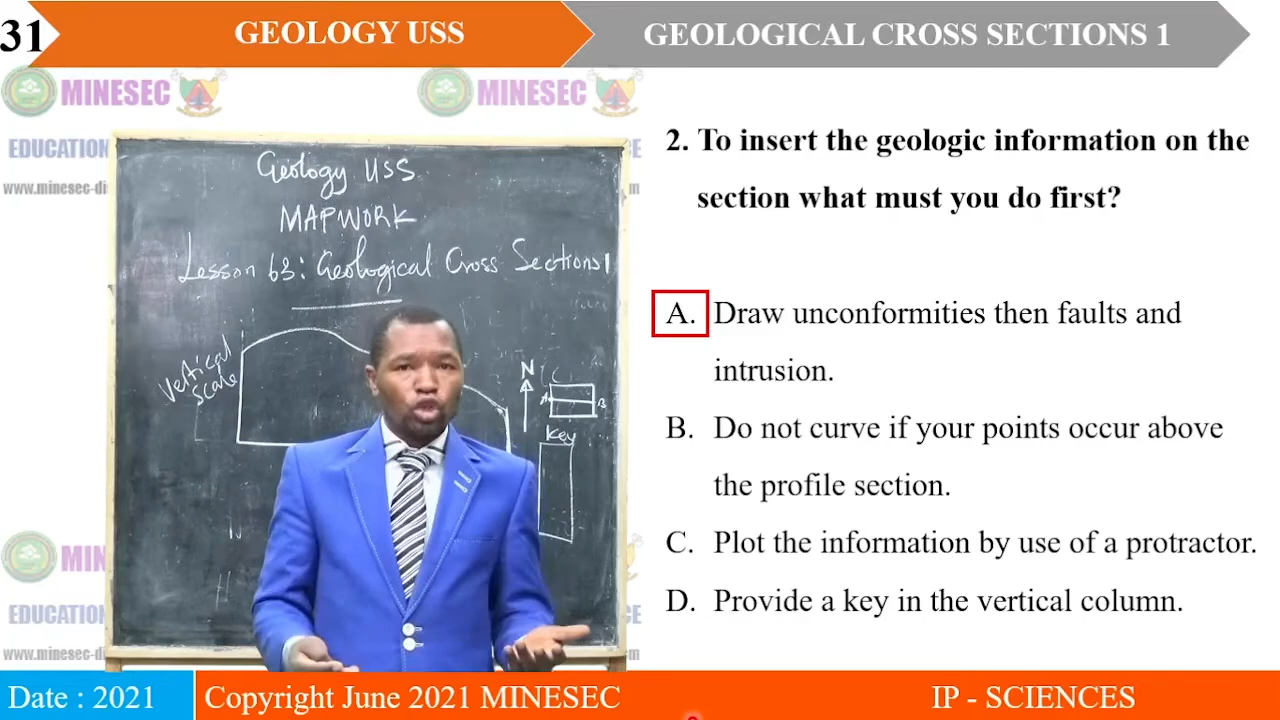 31
GEOLOGY USS
GEOLOGICAL CROSS SECTIONS 1
MINESEC
MINESEC
EDUCATION
www.minesec-di
Geology USS
MAPWORK
Lesson 63: Geological Cross Sections 1
Vertical
Scale
N
A
B
Key
N
H
MIN
EDUCATION
www.minesec-di
2. To insert the geologic information on the
section what must you do first?
A. Draw unconformities then faults and
intrusion.
B. Do not curve if your points occur above
the profile section.
C. Plot the information by use of a protractor.
D. Provide a key in the vertical column.
Date : 2021
Copyright June 2021 MINESEC
IP - SCIENCES